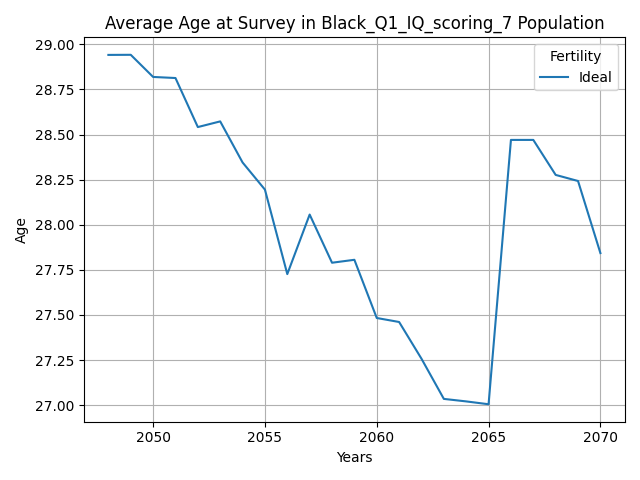 Average Age at Survey in Black_Q1_IQ_scoring_7 Population
Fertility
Ideal
29.00
28.75
28.50
28.25
28.00
27.75
27.50
27.25
27.00
Age
2050 2055 2060 2065 2070
Years